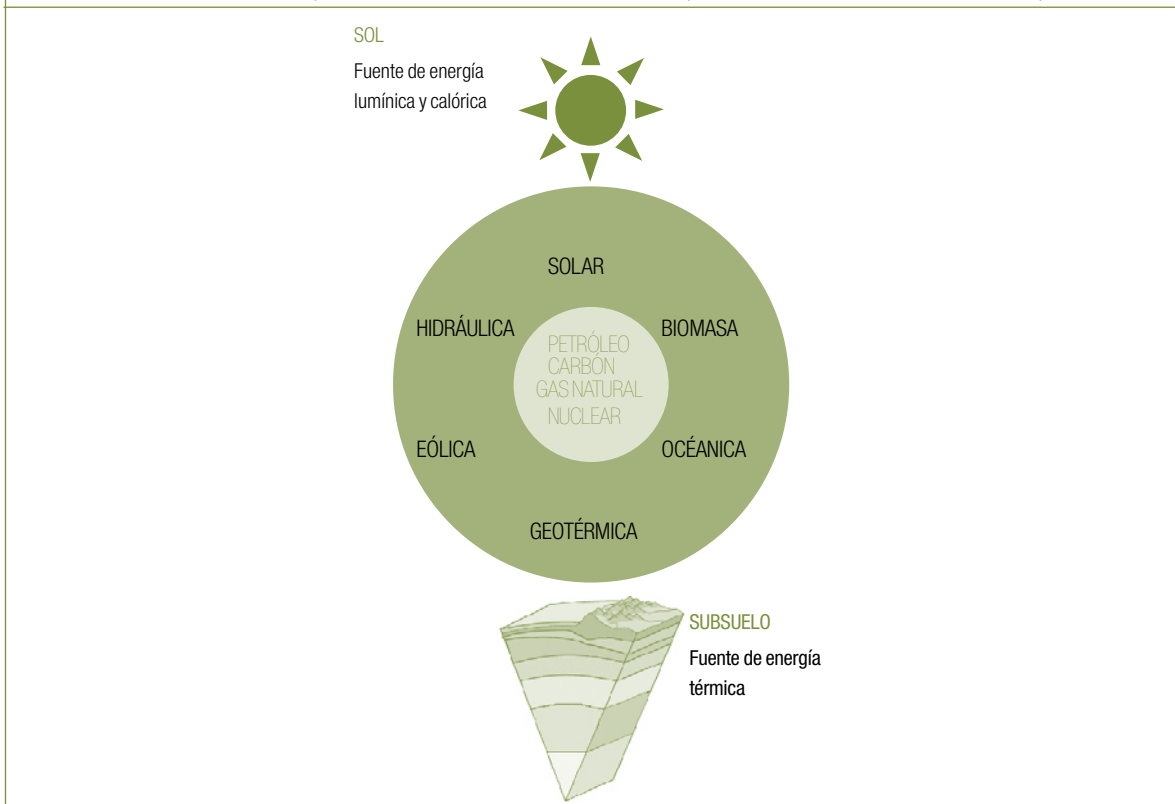 SOL
Fuente de energía
lumínica y calórica
SOLAR
HIDRÁULICA
BIOMASA
PETRÓLEO
CARBÓN
GAS NATURAL
NUCLEAR
EÓLICA
OCÉANICA
GEOTÉRMICA
SUBSUELO
Fuente de energía
térmica